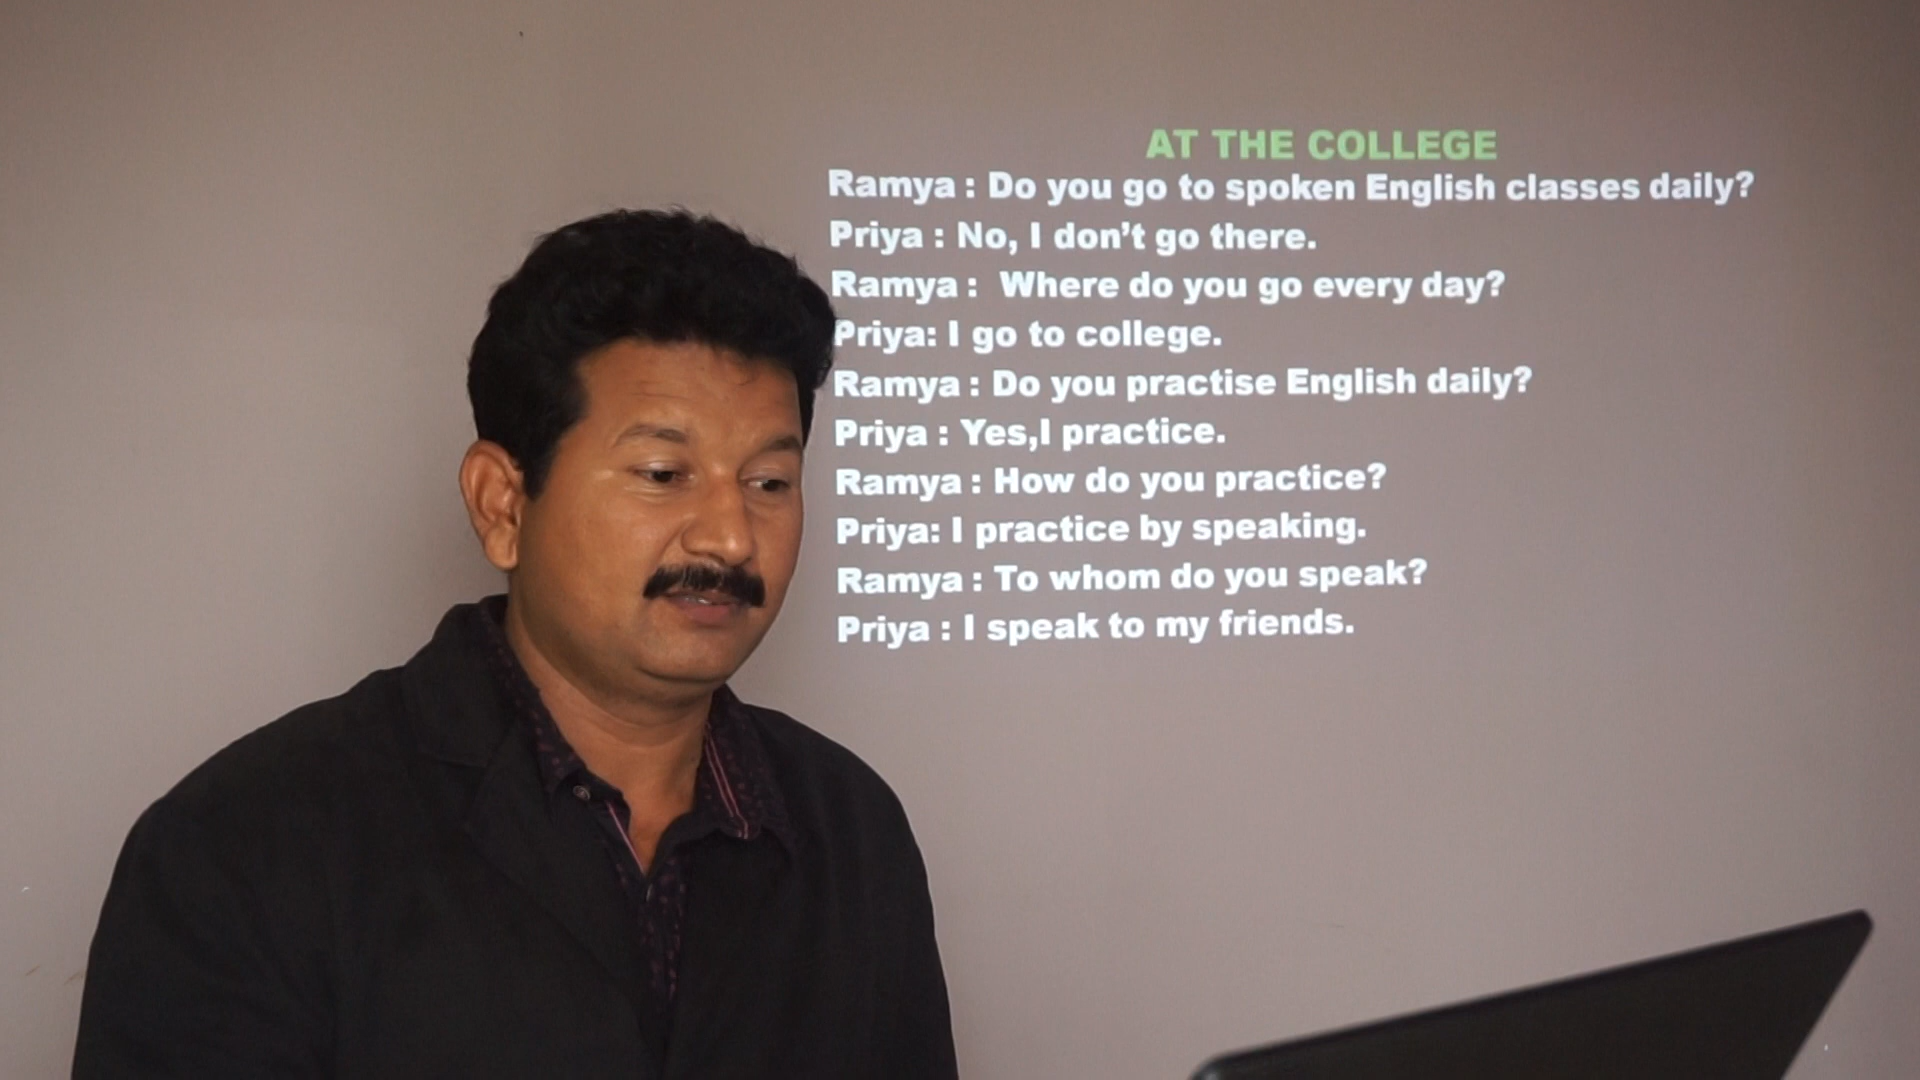 AT THE COLLEGE
Ramya : Do you go to spoken English classes daily?
Priya : No, I don’t go there.
Ramya :  Where do you go every day?
Priya: I go to college.
Ramya : Do you practise English daily?
Priya : Yes,I practice.
Ramya : How do you practice?
Priya: I practice by speaking.
Ramya : To whom do you speak?
Priya : I speak to my friends.